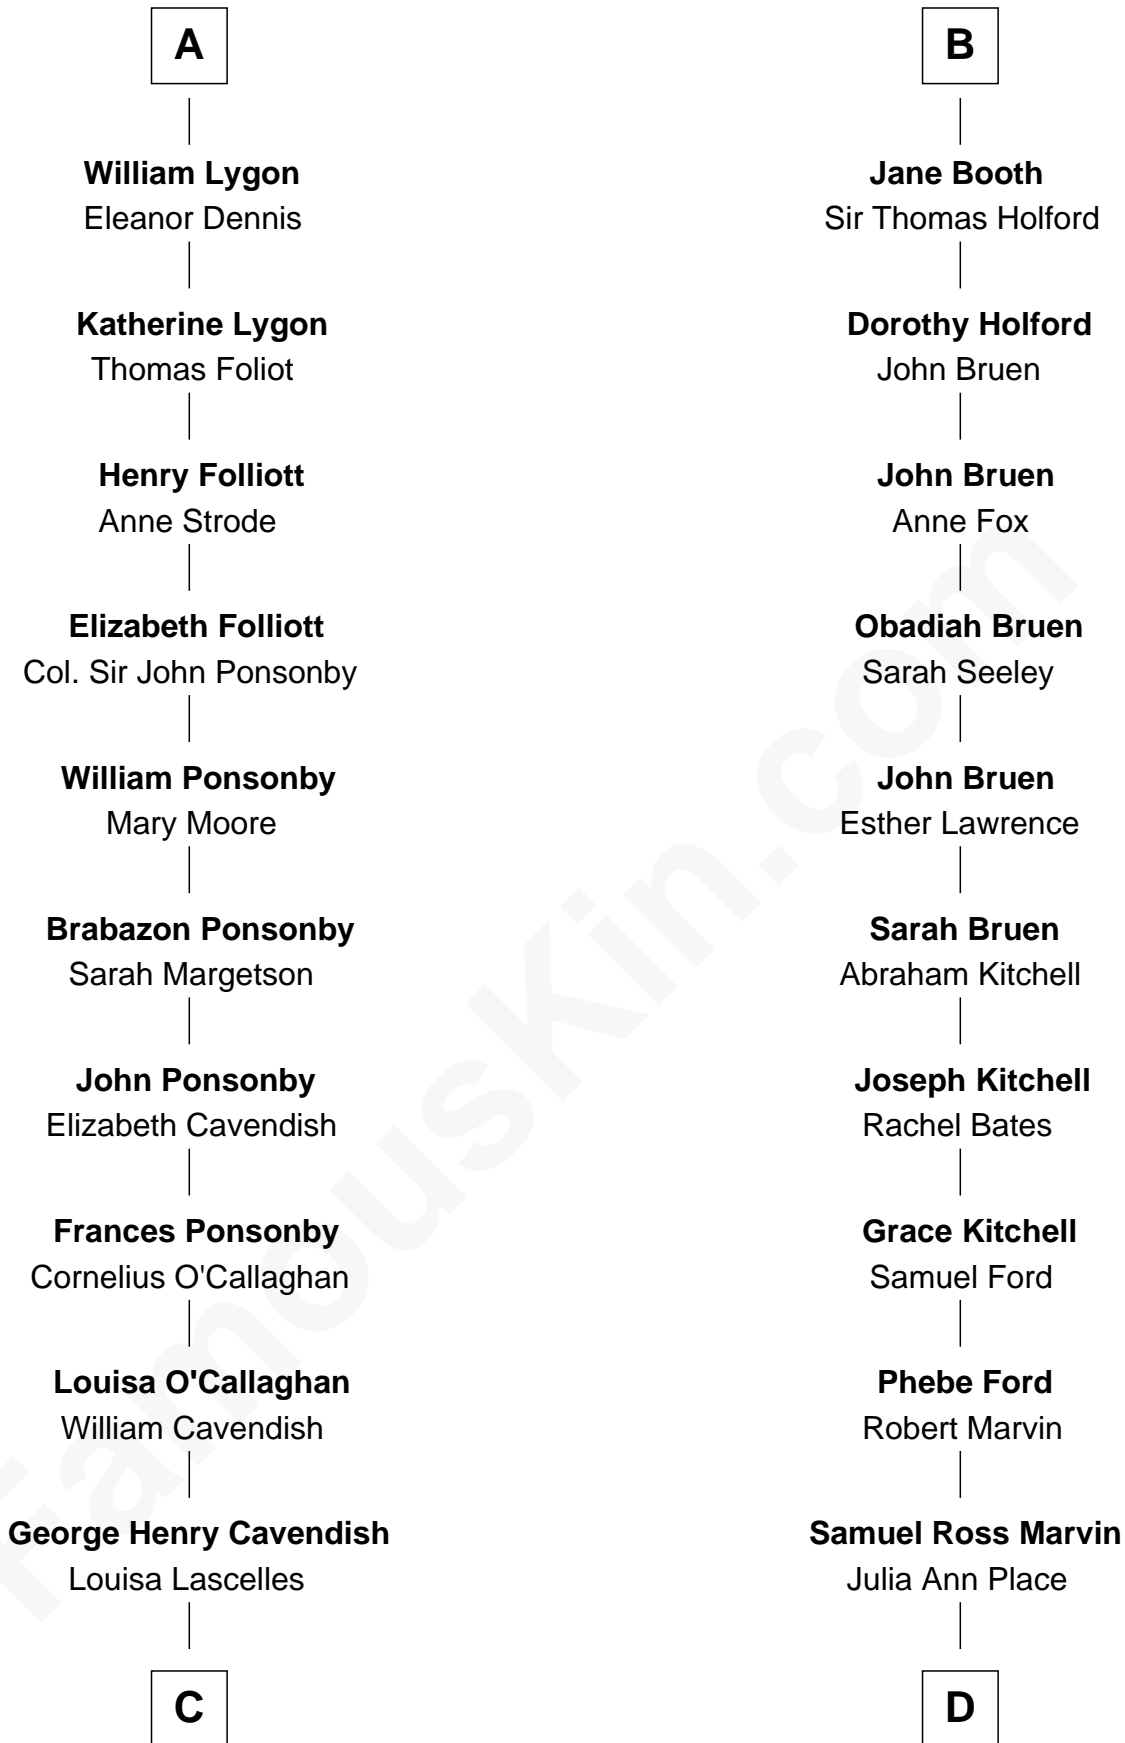 A
William Lygon
Eleanor Dennis
Katherine Lygon
Thomas Foliot
Henry Folliott
Anne Strode
Elizabeth Folliott
Col. Sir John Ponsonby
William Ponsonby
Mary Moore
Brabazon Ponsonby
Sarah Margetson
John Ponsonby
Elizabeth Cavendish
Frances Ponsonby
Cornelius O'Callaghan
Louisa O'Callaghan
William Cavendish
George Henry Cavendish
Louisa Lascelles
C
B
Jane Booth
Sir Thomas Holford
Dorothy Holford
John Bruen
John Bruen
Anne Fox
Obadiah Bruen
Sarah Seeley
John Bruen
Esther Lawrence
Sarah Bruen
Abraham Kitchell
Joseph Kitchell
Rachel Bates
Grace Kitchell
Samuel Ford
Phebe Ford
Robert Marvin
Samuel Ross Marvin
Julia Ann Place
D
FamousKin.com